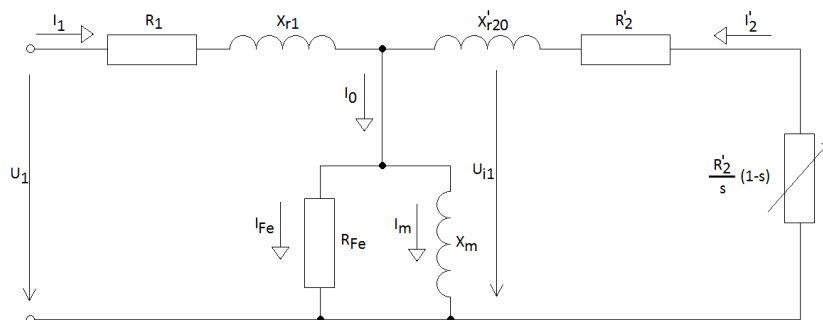 I1
R1
Xr1
X'r20
R'2
I'2
I0
U1
Ui1
R'2/s (1-s)
IFe
RFe
Im
Xm